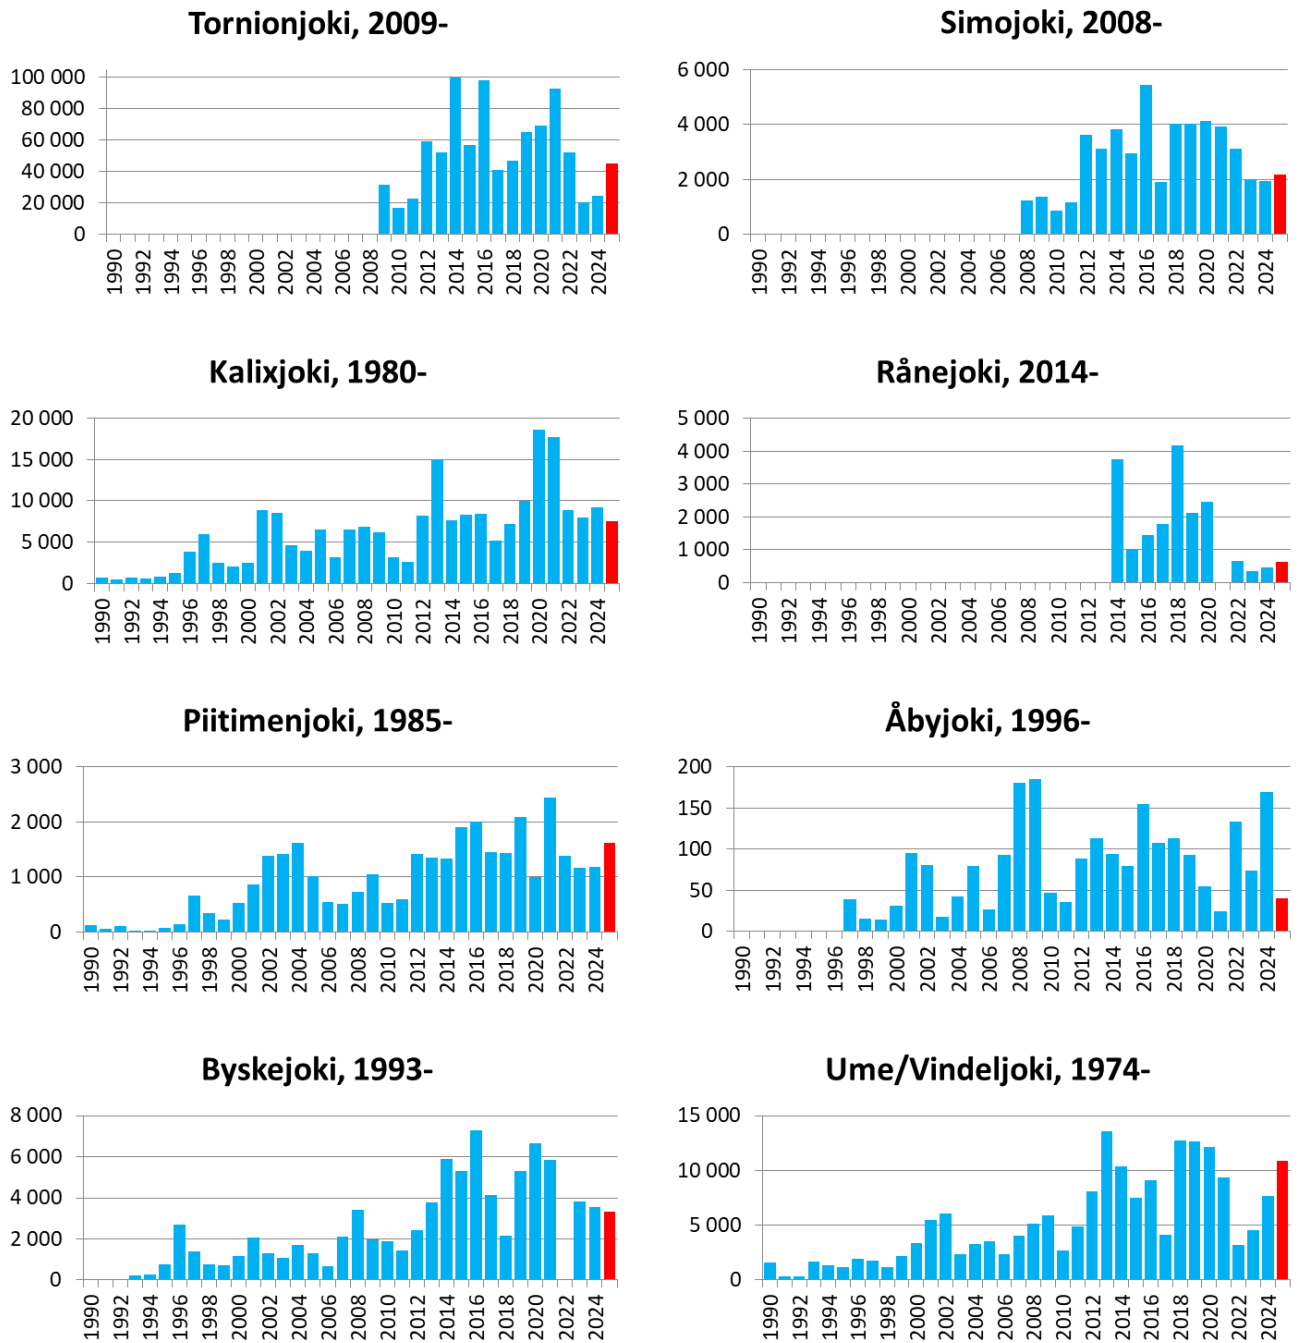 Tornionjoki, 2009-
100 000
80 000
60 000
40 000
20 000
0
1990 1992 1994 1996 1998 2000 2002 2004 2006 2008 2010 2012 2014 2016 2018 2020 2022 2024
Simojoki, 2008-
6 000
4 000
2 000
0
1990 1992 1994 1996 1998 2000 2002 2004 2006 2008 2010 2012 2014 2016 2018 2020 2022 2024
Kalixjoki, 1980-
20 000
15 000
10 000
5 000
0
1990 1992 1994 1996 1998 2000 2002 2004 2006 2008 2010 2012 2014 2016 2018 2020 2022 2024
Rånejoki, 2014-
5 000
4 000
3 000
2 000
1 000
0
1990 1992 1994 1996 1998 2000 2002 2004 2006 2008 2010 2012 2014 2016 2018 2020 2022 2024
Piitimenjoki, 1985-
3 000
2 000
1 000
0
1990 1992 1994 1996 1998 2000 2002 2004 2006 2008 2010 2012 2014 2016 2018 2020 2022 2024
Åbyjoki, 1996-
200
150
100
50
0
1990 1992 1994 1996 1998 2000 2002 2004 2006 2008 2010 2012 2014 2016 2018 2020 2022 2024
Byskejoki, 1993-
8 000
6 000
4 000
2 000
0
1990 1992 1994 1996 1998 2000 2002 2004 2006 2008 2010 2012 2014 2016 2018 2020 2022 2024
Ume/Vindeljoki, 1974-
15 000
10 000
5 000
0
1990 1992 1994 1996 1998 2000 2002 2004 2006 2008 2010 2012 2014 2016 2018 2020 2022 2024